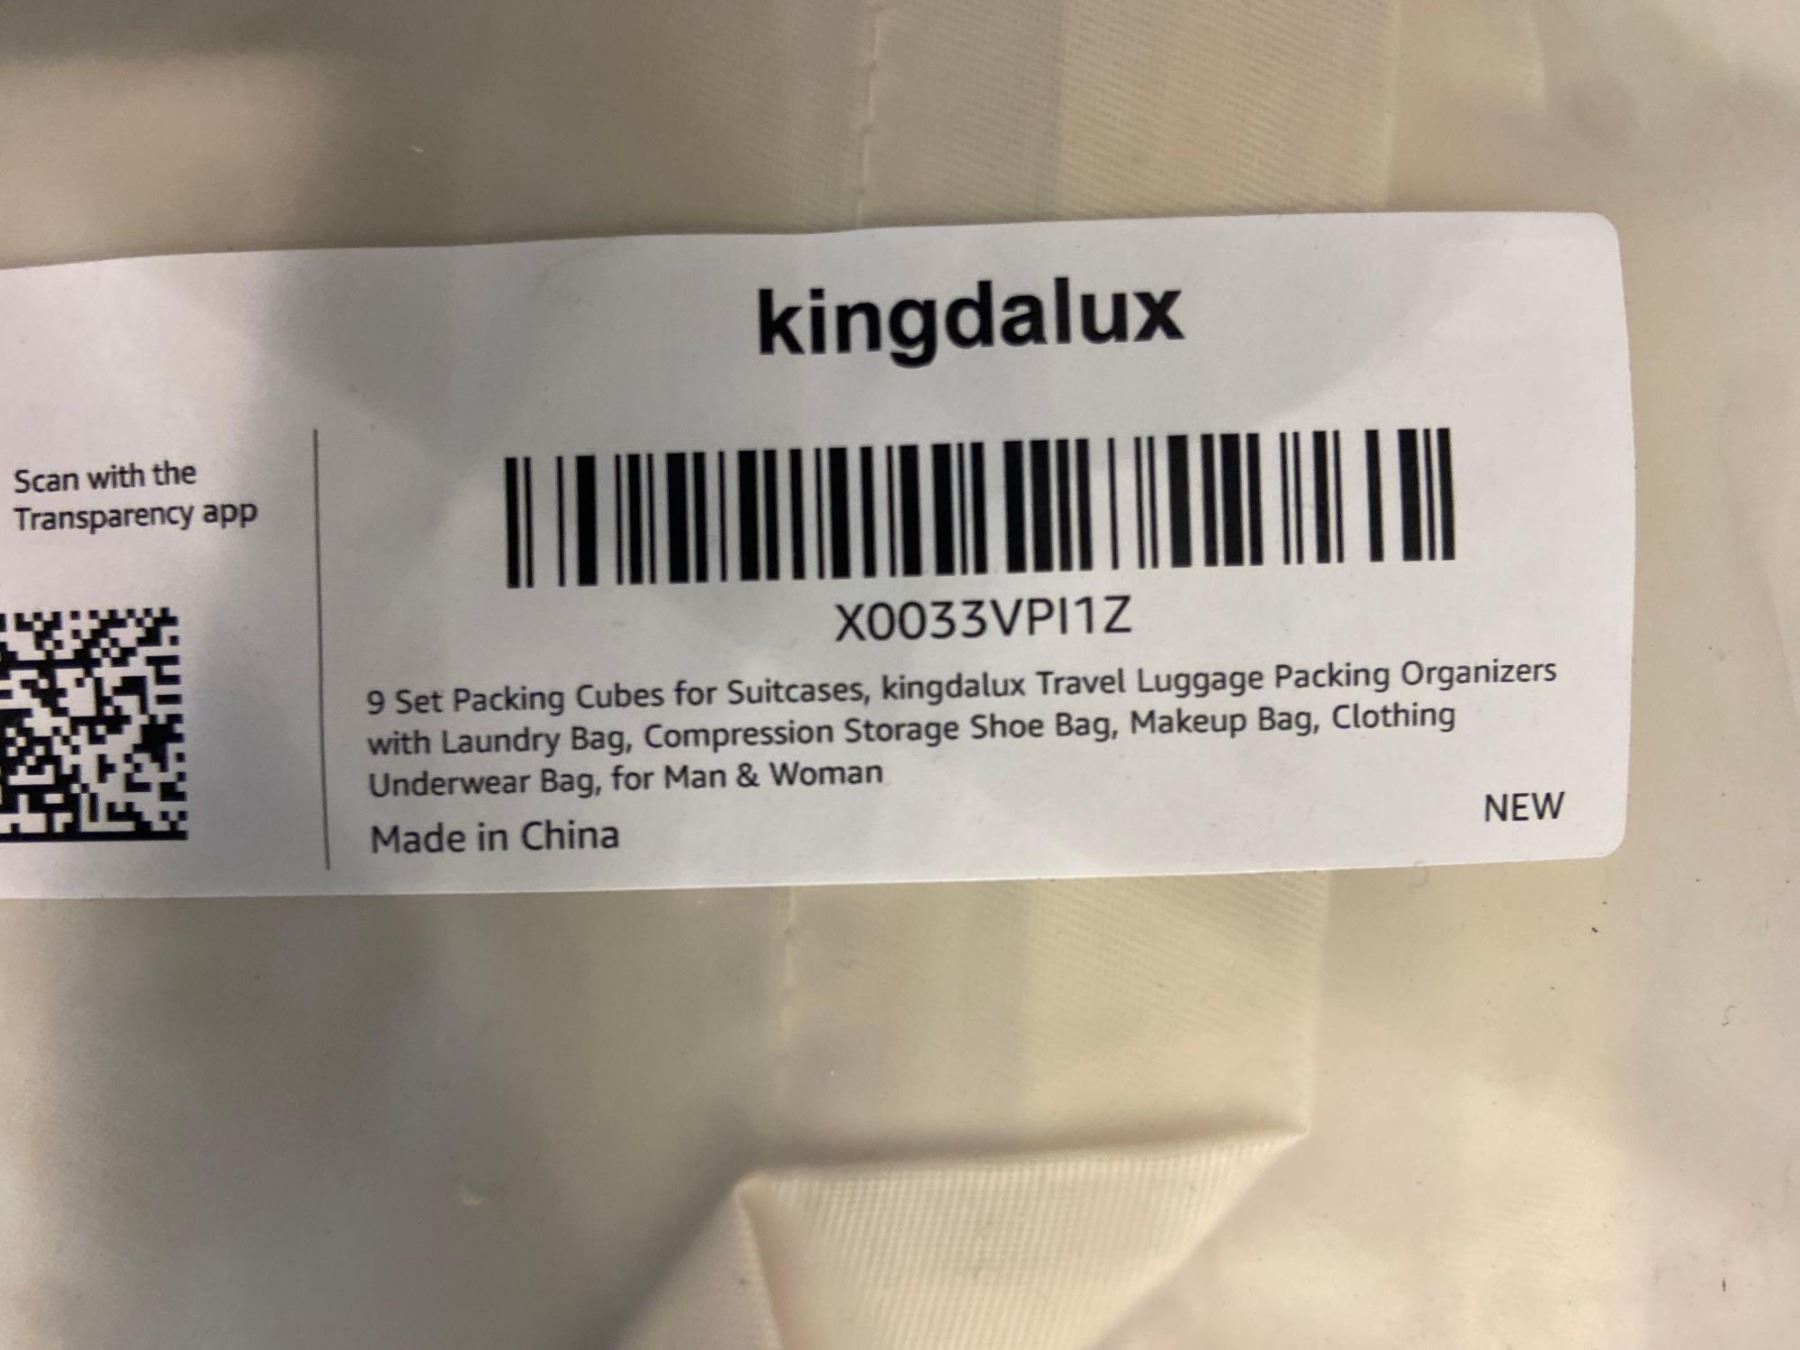 kingdalux
Scan with the
Transparency app
X0033VPI1Z
9 Set Packing Cubes for Suitcases, kingdalux Travel Luggage Packing Organizers
with Laundry Bag, Compression Storage Shoe Bag, Makeup Bag, Clothing
Underwear Bag, for Man & Woman
NEW
Made in China